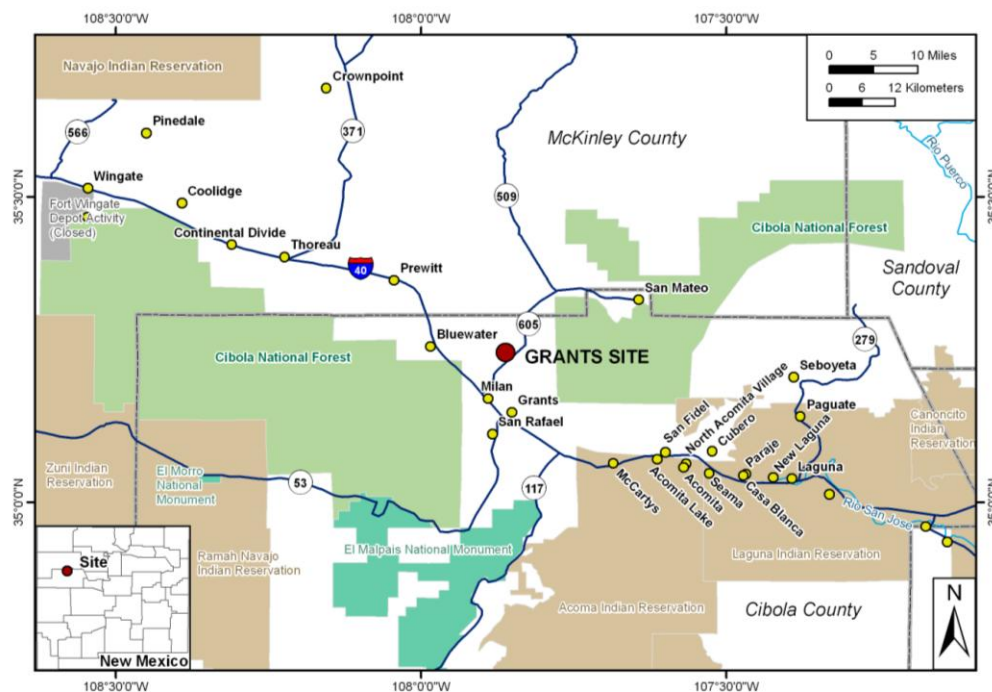 108°30'0"W
108°0'0"W
107°30'0"W
Navajo Indian Reservation
0 5 10 Miles
0 6 12 Kilometers
Crownpoint
566
Pinedale
371
McKinley County
Rio Puerco
35°30'0"N
35°30'0"N
Wingate
Coolidge
509
Fort Wingate
Depot Activity
(Closed)
Continental Divide
Thoreau
40
Prewitt
Cibola National Forest
Sandoval
County
San Mateo
605
279
Bluewater
Cibola National Forest
GRANTS SITE
Seboyeta
Milan
Grants
San Rafael
San Fidel
North Acomita Village
Cubero
Paguate
Canoncito
Indian
Reservation
Paraje
New Laguna
Laguna
Zuni Indian
Reservation
El Morro
National
Monument
53
117
McCartys
Acomita Lake
Acomita
Seama
Casa Blanca
Rio San Jose
35°0'0"N
35°0'0"N
Site
New Mexico
Ramah Navajo
Indian Reservation
El Malpais National Monument
Laguna Indian Reservation
Acoma Indian Reservation
Cibola County
N
108°30'0"W
108°0'0"W
107°30'0"W